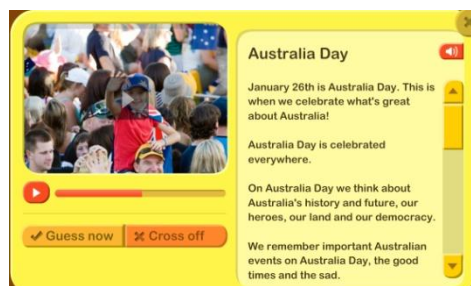 Australia Day
January 26th is Australia Day. This is
when we celebrate what's great
about Australia!
Australia Day is celebrated
everywhere.
On Australia Day we think about
Australia's history and future, our
heroes, our land and our democracy.
We remember important Australian
events on Australia Day, the good
times and the sad.
Guess now
Cross off